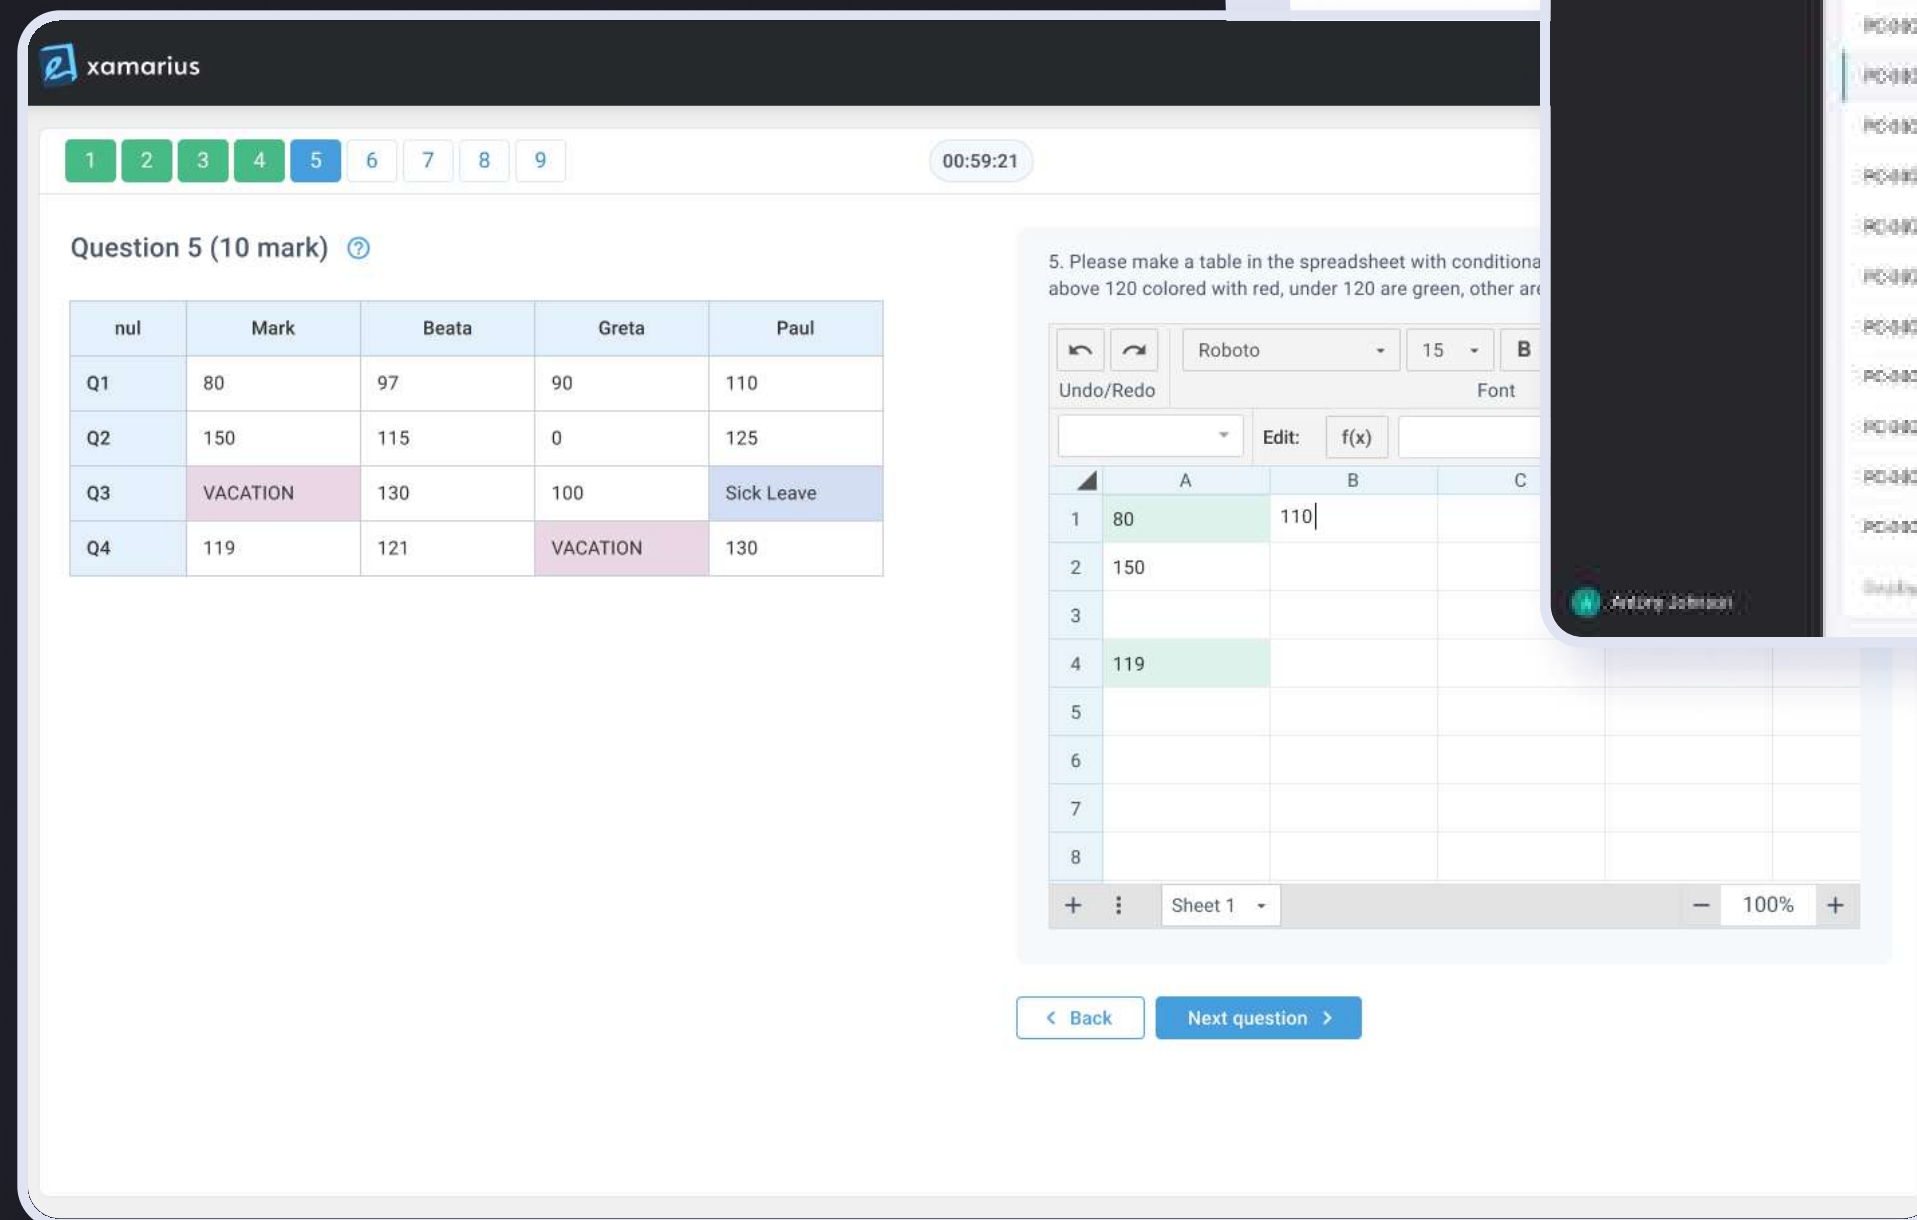 xamarius
1 2 3 4 5 6 7 8 9
00:59:21
Question 5 (10 mark) ?
nul Mark Beata Greta Paul
Q1 80 97 90 110
Q2 150 115 0 125
Q3 VACATION 130 100 Sick Leave
Q4 119 121 VACATION 130
5. Please make a table in the spreadsheet with conditiona
above 120 colored with red, under 120 are green, other are
Roboto 15 B
Undo/Redo Font
Edit: f(x)
A B C
1 80 110
2 150
3
4 119
5
6
7
8
+ Sheet 1 − 100% +
Back Next question
Antony Johnson